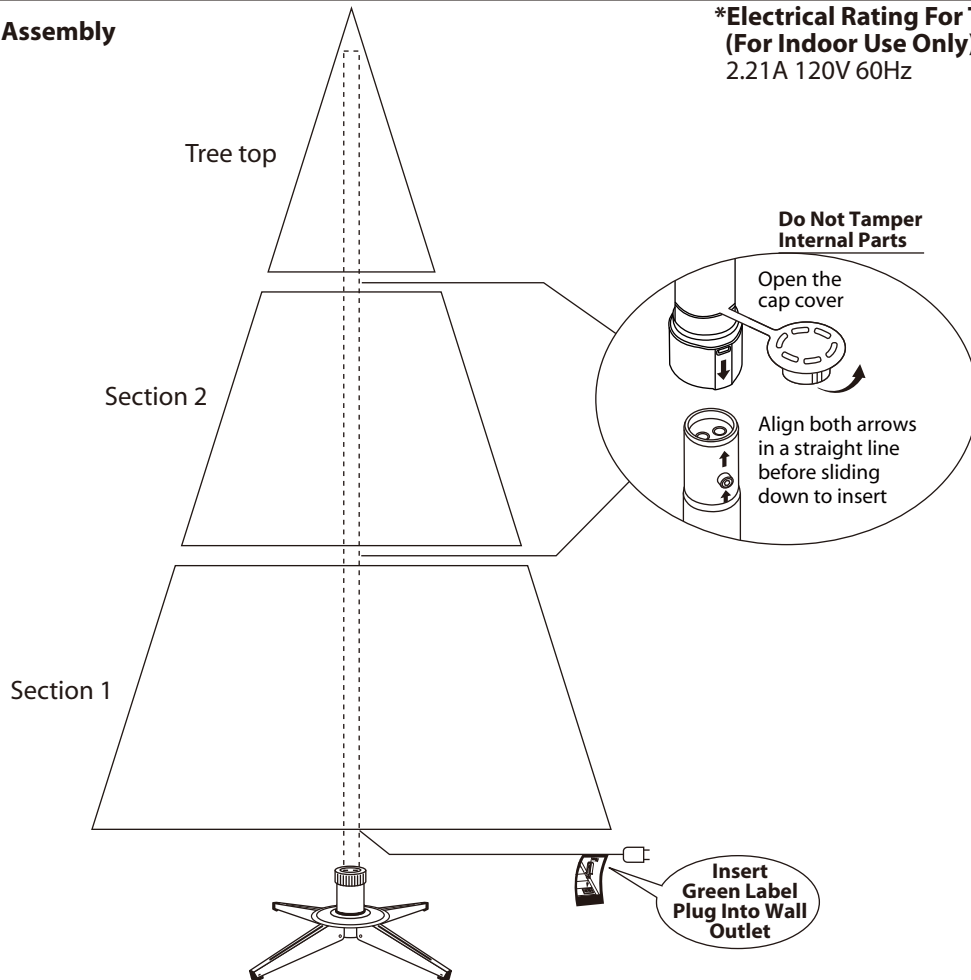 Assembly
*Electrical Rating For
(For Indoor Use Only)
2.21A 120V 60Hz
Tree top
Do Not Tamper
Internal Parts
Open the
cap cover
Section 2
Align both arrows
in a straight line
before sliding
down to insert
Section 1
Insert
Green Label
Plug Into Wall
Outlet